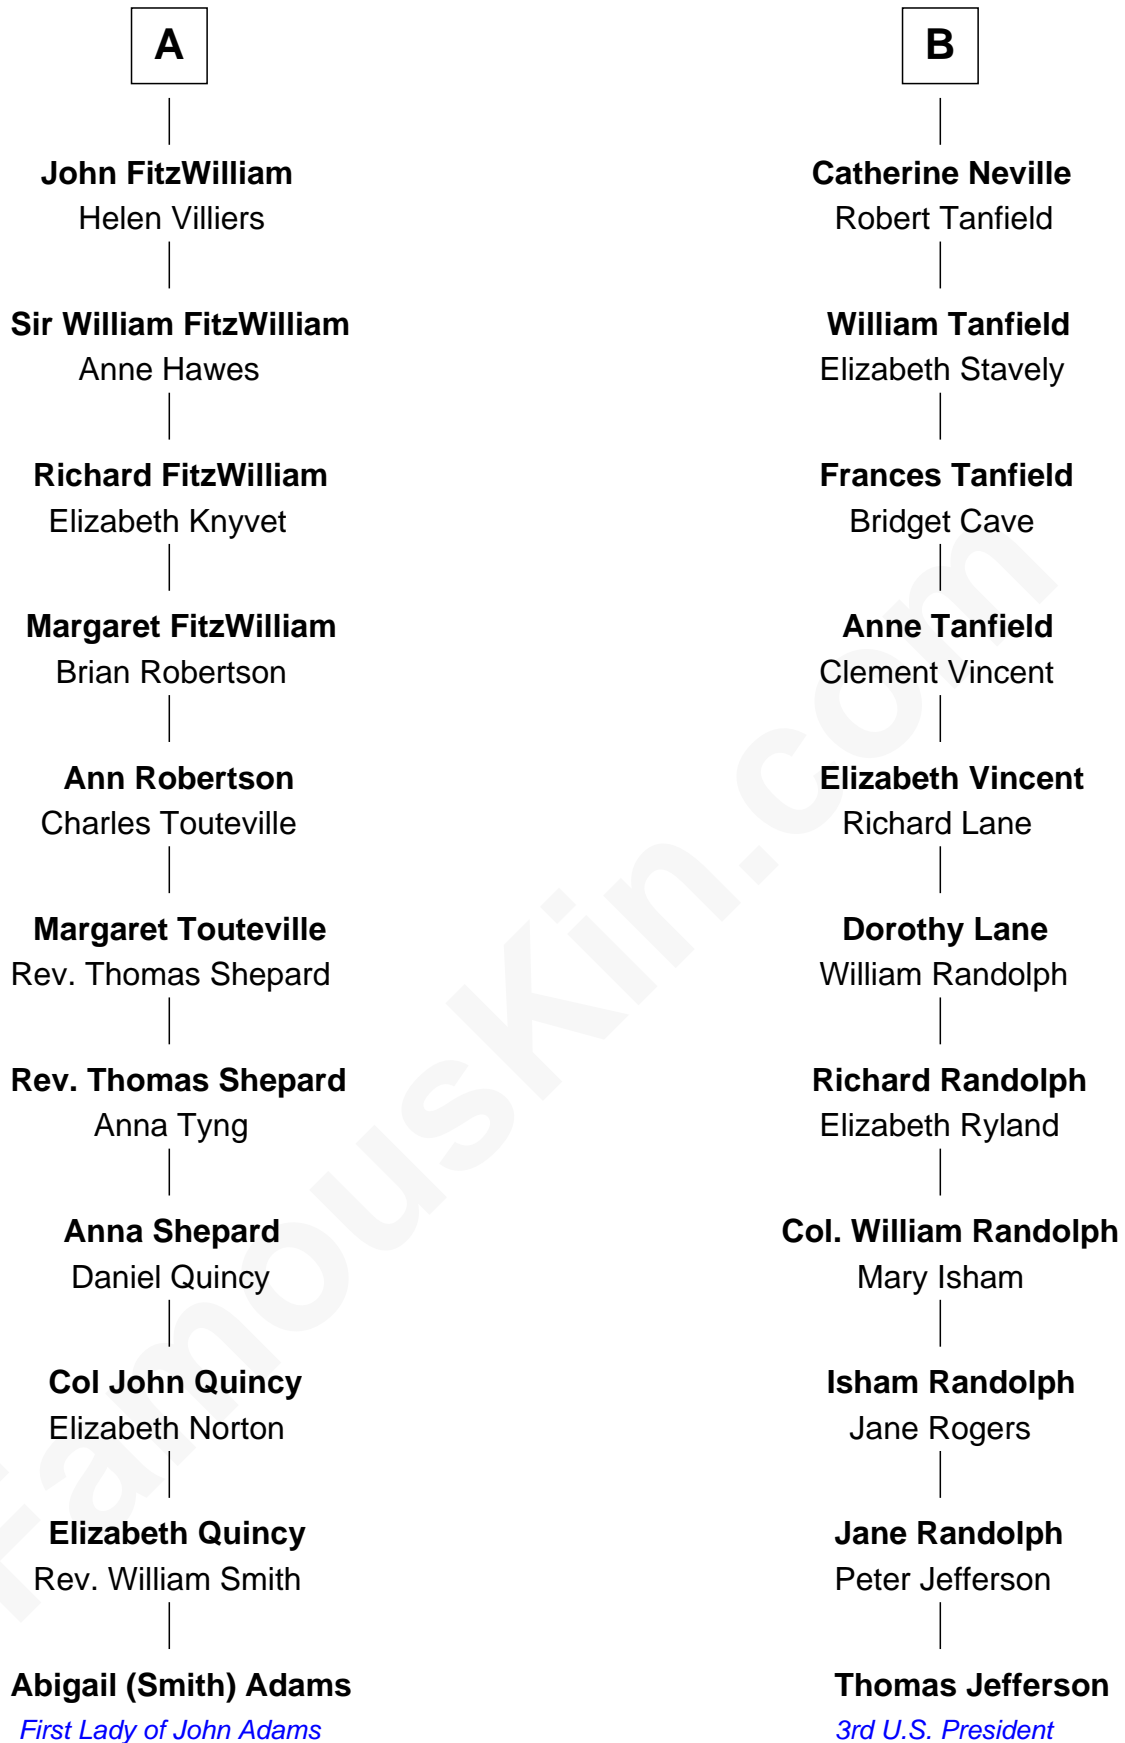 A
John FitzWilliam
Helen Villiers
Sir William FitzWilliam
Anne Hawes
Richard FitzWilliam
Elizabeth Knyvet
Margaret FitzWilliam
Brian Robertson
Ann Robertson
Charles Touteville
Margaret Touteville
Rev. Thomas Shepard
Rev. Thomas Shepard
Anna Tyng
Anna Shepard
Daniel Quincy
Col John Quincy
Elizabeth Norton
Elizabeth Quincy
Rev. William Smith
Abigail (Smith) Adams
First Lady of John Adams
B
Catherine Neville
Robert Tanfield
William Tanfield
Elizabeth Stavely
Frances Tanfield
Bridget Cave
Anne Tanfield
Clement Vincent
Elizabeth Vincent
Richard Lane
Dorothy Lane
William Randolph
Richard Randolph
Elizabeth Ryland
Col. William Randolph
Mary Isham
Isham Randolph
Jane Rogers
Jane Randolph
Peter Jefferson
Thomas Jefferson
3rd U.S. President
FamousKin.com